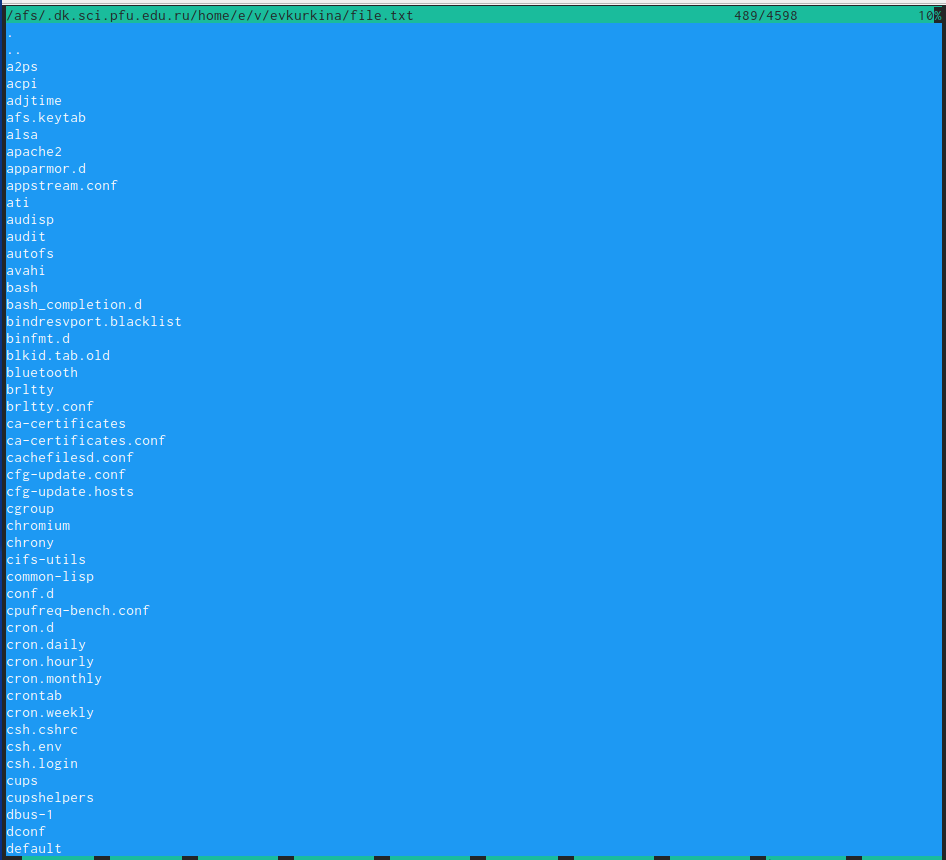 /afs/.dk.sci.pfu.edu.ru/home/e/v/evkurkina/file.txt 489/4598 10%
.
..
a2ps
acpi
adjtime
afs.keytab
alsa
apache2
apparmor.d
appstream.conf
ati
audisp
audit
autofs
avahi
bash
bash_completion.d
bindresvport.blacklist
binfmt.d
blkid.tab.old
bluetooth
brltty
brltty.conf
ca-certificates
ca-certificates.conf
cachefilesd.conf
cfg-update.conf
cfg-update.hosts
cgroup
chromium
chrony
cifs-utils
common-lisp
conf.d
cpufreq-bench.conf
cron.d
cron.daily
cron.hourly
cron.monthly
crontab
cron.weekly
csh.cshrc
csh.env
csh.login
cups
cupshelpers
dbus-1
dconf
default